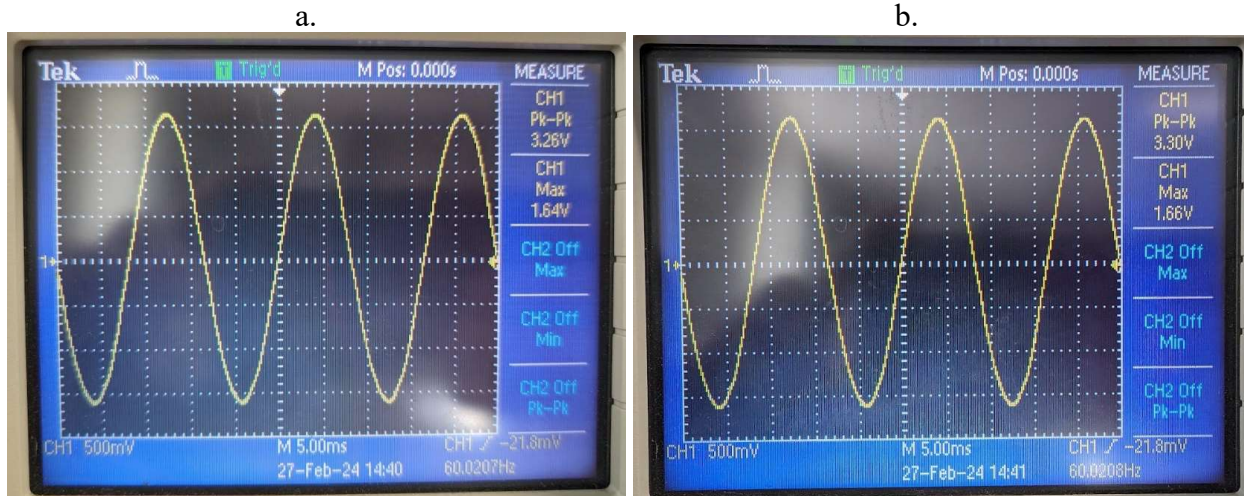 a.
Tek Trig'd M Pos: 0.000s MEASURE
CH1
Pk-Pk
3.26V
CH1
Max
1.64V
1
CH2 Off
Max
CH2 Off
Min
CH2 Off
Pk-Pk
CH1 500mV M 5.00ms CH1 -21.8mV
27-Feb-24 14:40 60.0207Hz
b.
Tek Trig'd M Pos: 0.000s MEASURE
CH1
Pk-Pk
3.30V
CH1
Max
1.66V
1
CH2 Off
Max
CH2 Off
Min
CH2 Off
Pk-Pk
CH1 500mV M 5.00ms CH1 -21.8mV
27-Feb-24 14:41 60.0208Hz